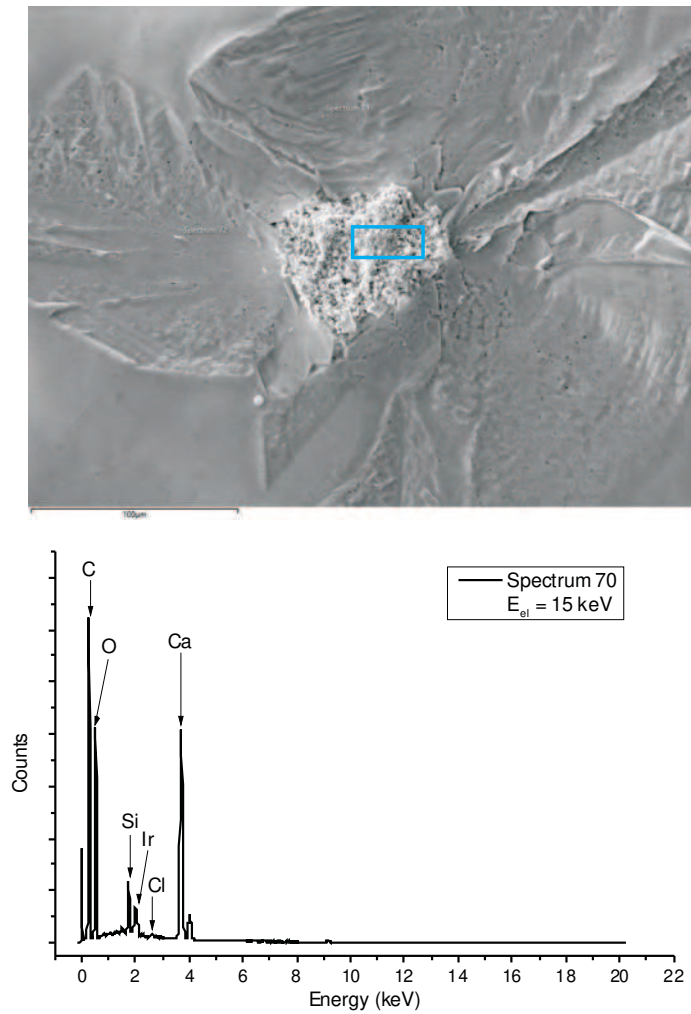 100µm
C
O
Ca
Si
Ir
Cl
Spectrum 70
E_el = 15 keV
Counts
0 2 4 6 8 10 12 14 16 18 20 22
Energy (keV)